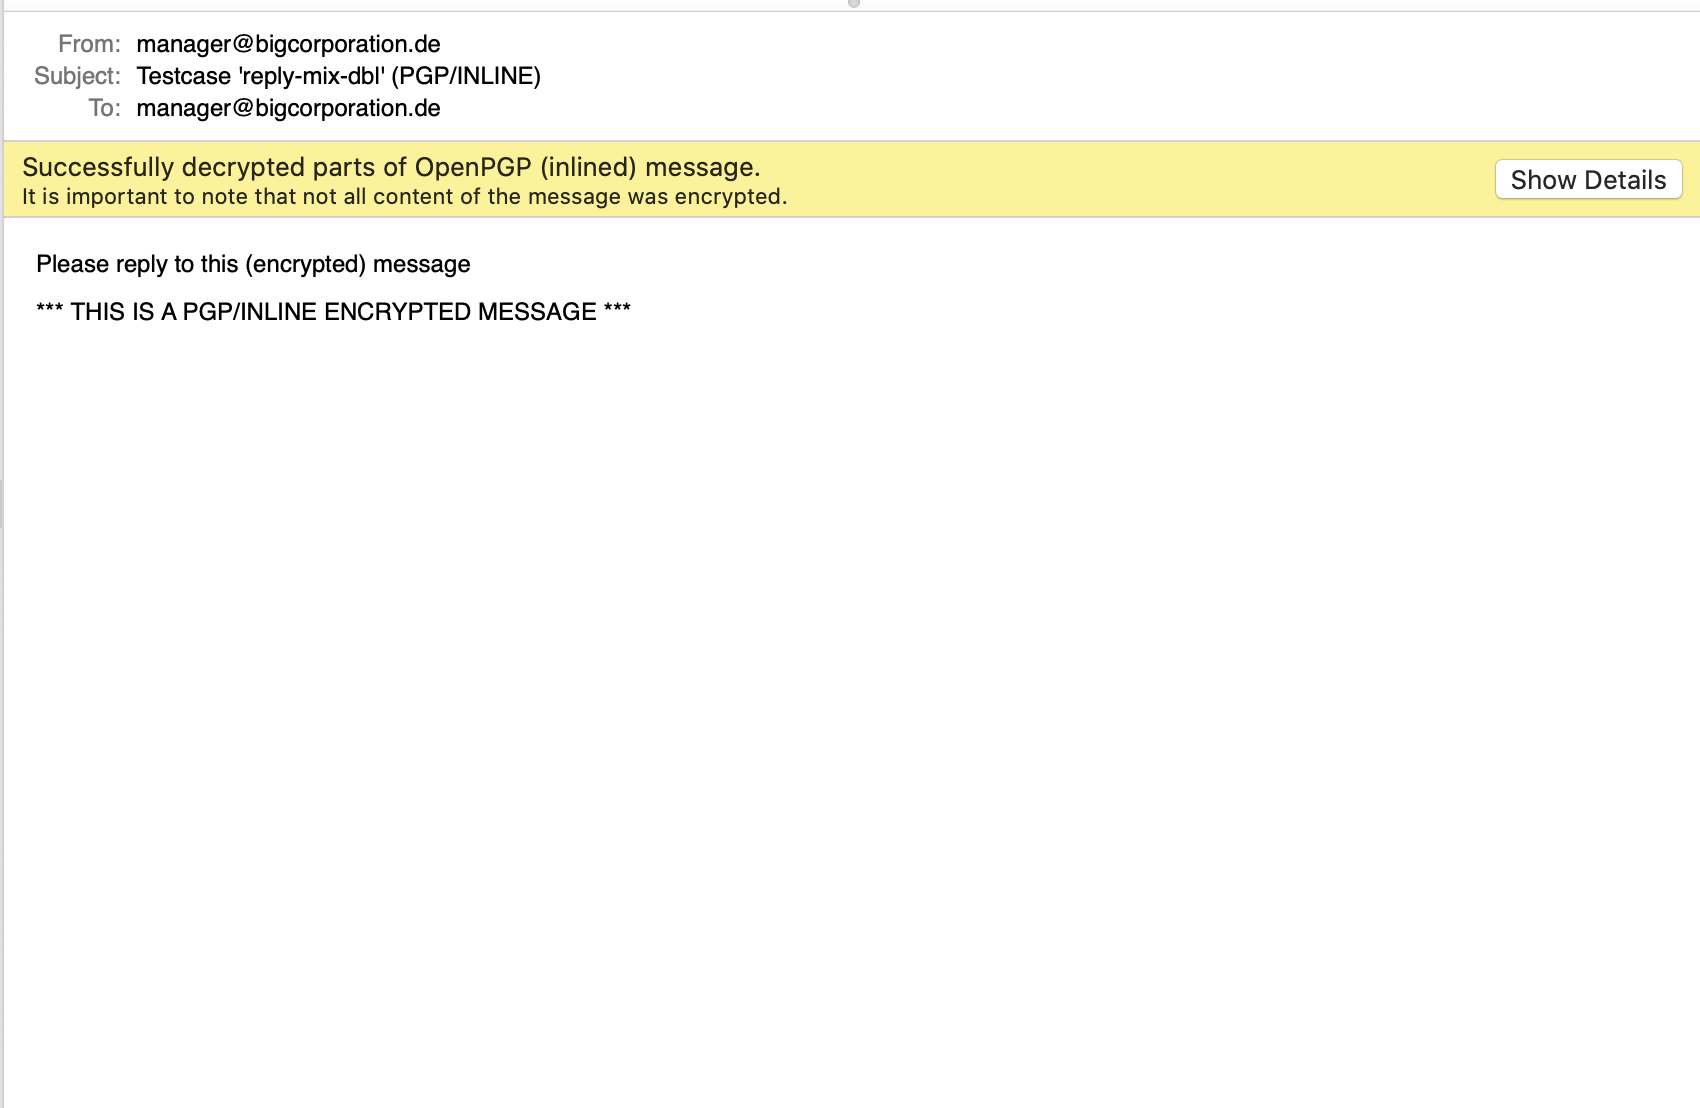 From: manager@bigcorporation.de
Subject: Testcase 'reply-mix-dbl' (PGP/INLINE)
To: manager@bigcorporation.de
Successfully decrypted parts of OpenPGP (inlined) message.
It is important to note that not all content of the message was encrypted.
Show Details
Please reply to this (encrypted) message
*** THIS IS A PGP/INLINE ENCRYPTED MESSAGE ***